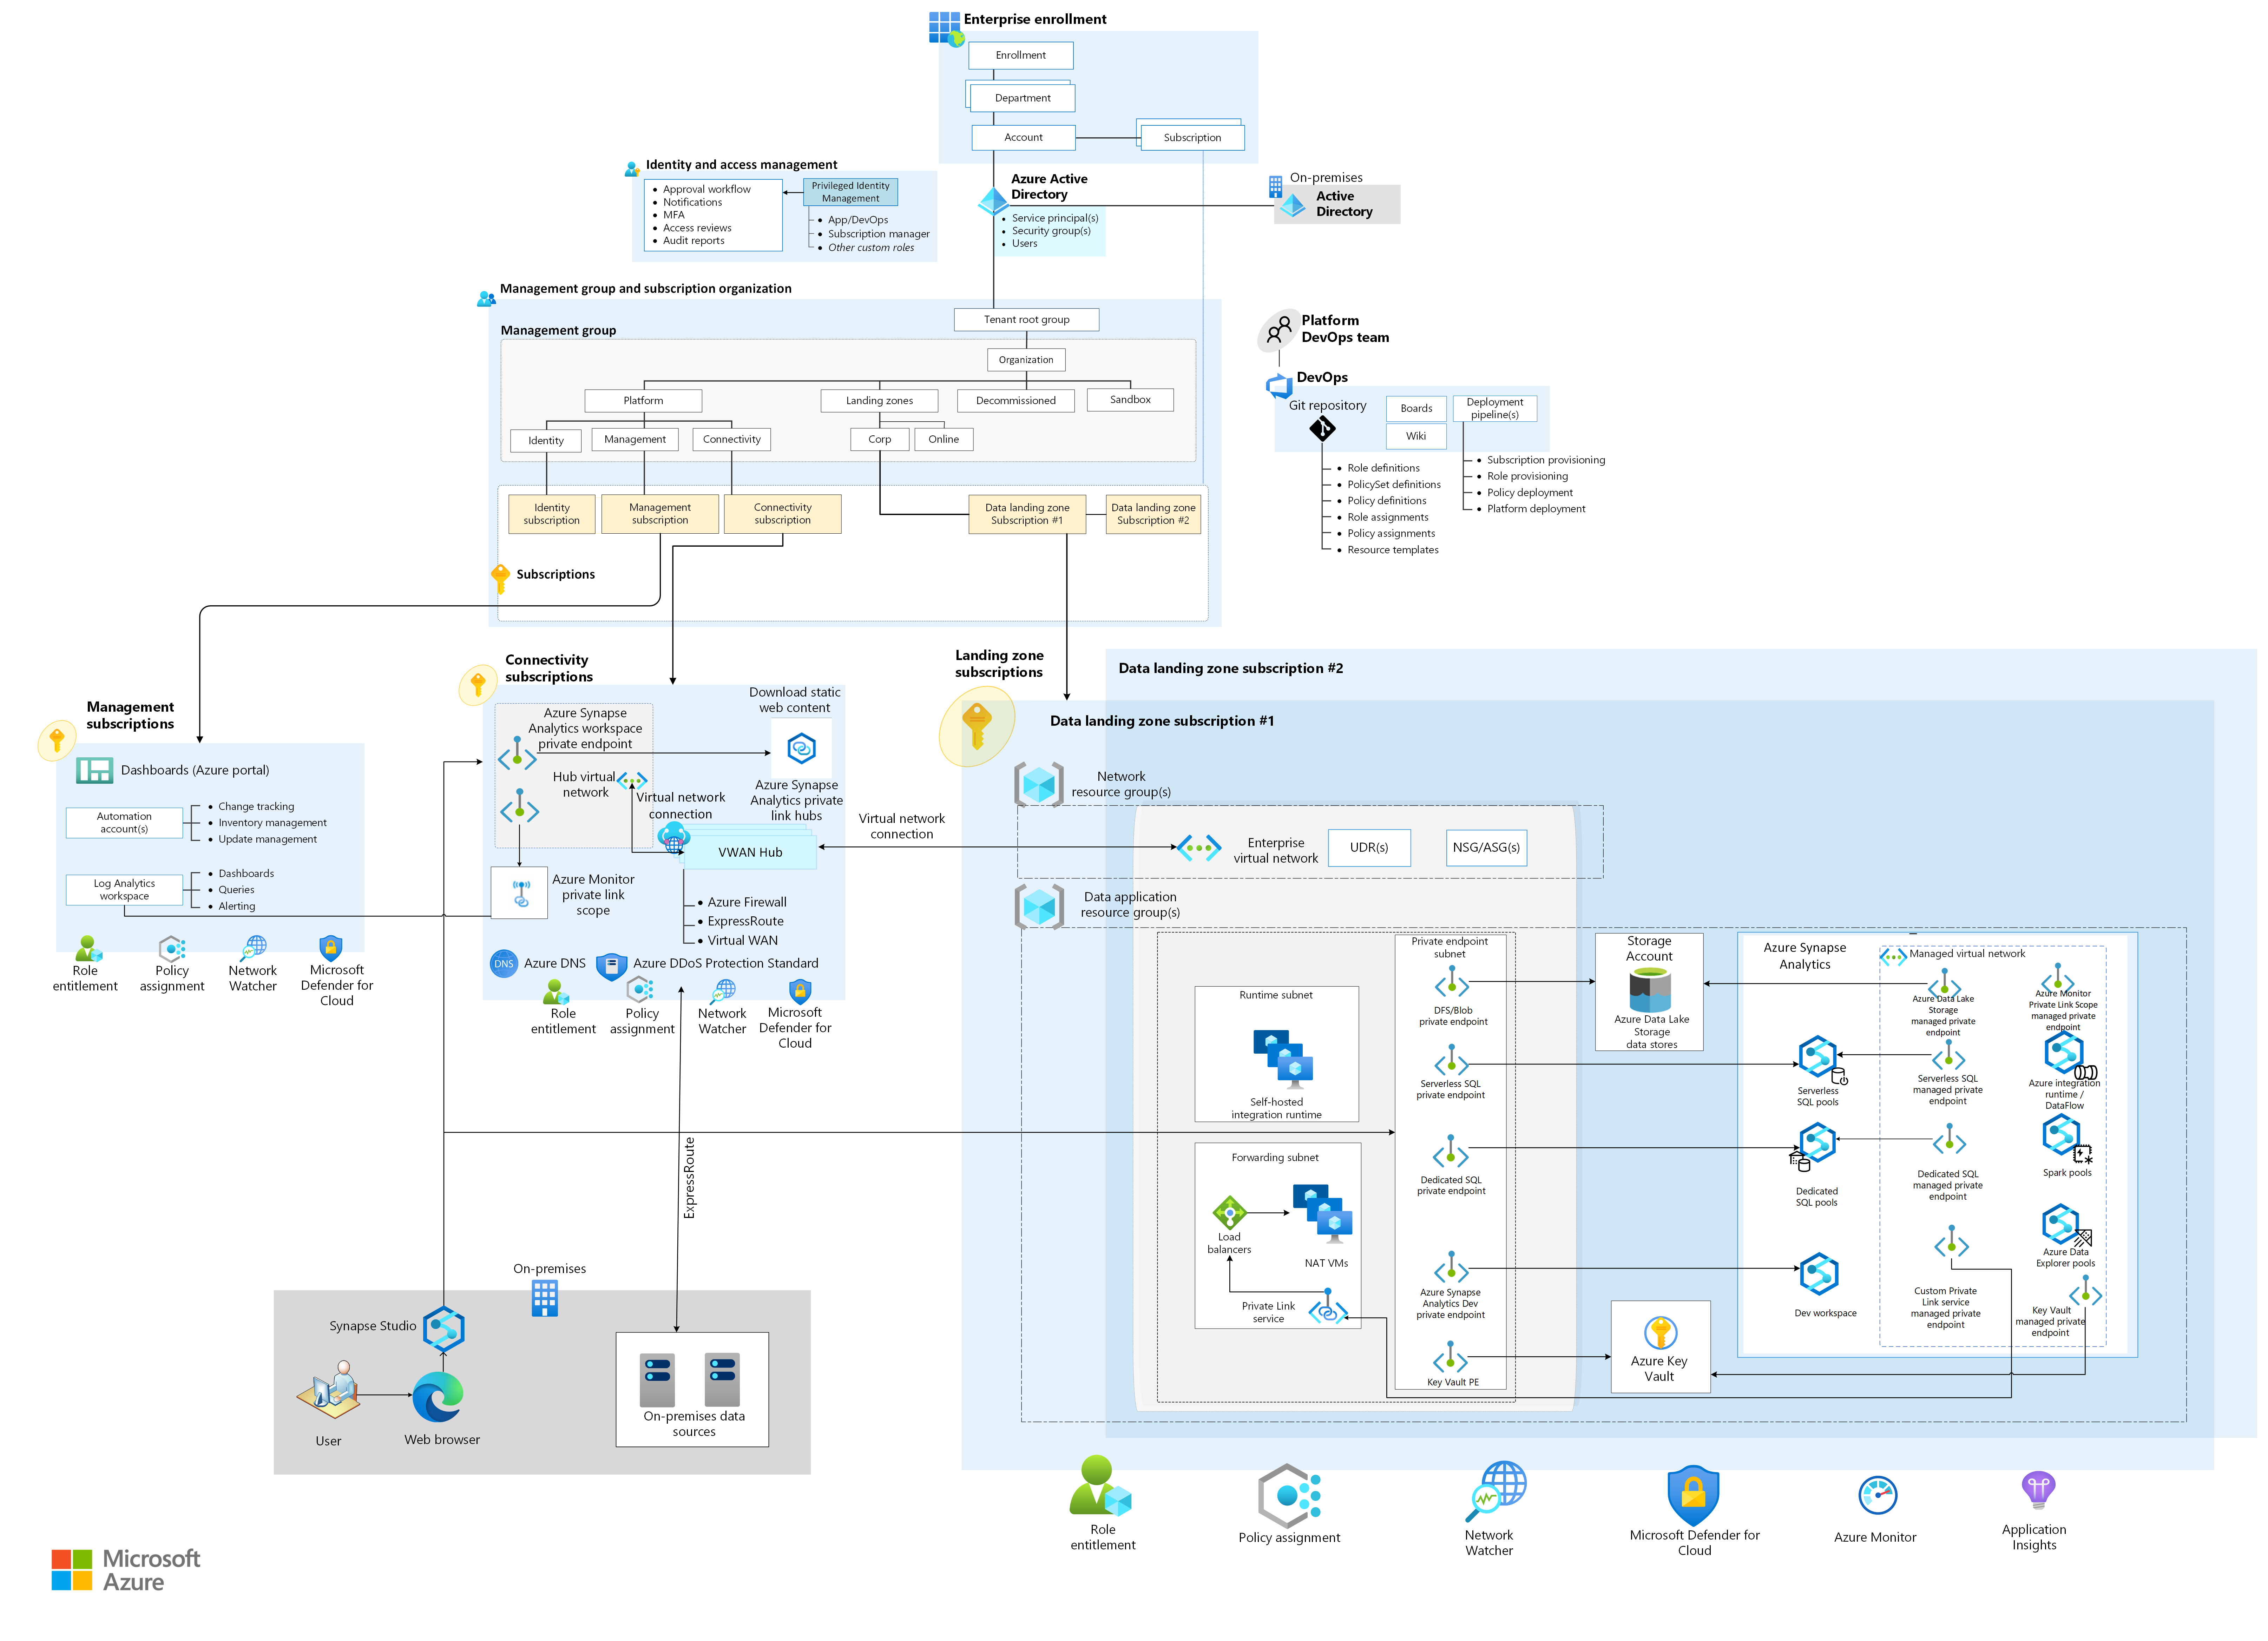 Enterprise enrollment
Enrollment
Department
Account
Subscription
Identity and access management
Approval workflow
Notifications
MFA
Access reviews
Audit reports
Privileged Identity
Management
App/DevOps
Subscription manager
Other custom roles
Azure Active
Directory
Service principal(s)
Security group(s)
Users
On-premises
Active
Directory
Management group and subscription organization
Management group
Tenant root group
Organization
Platform
Landing zones
Decommissioned
Sandbox
Identity
Management
Connectivity
Corp
Online
Identity
subscription
Management
subscription
Connectivity
subscription
Data landing zone
Subscription #1
Data landing zone
Subscription #2
Subscriptions
Platform
DevOps team
DevOps
Git repository
Boards
Wiki
Deployment
pipeline(s)
Role definitions
PolicySet definitions
Policy definitions
Role assignments
Policy assignments
Resource templates
Subscription provisioning
Role provisioning
Policy deployment
Platform deployment
Management
subscriptions
Dashboards (Azure portal)
Automation
account(s)
Change tracking
Inventory management
Update management
Log Analytics
workspace
Dashboards
Queries
Alerting
Role
entitlement
Policy
assignment
Network
Watcher
Microsoft
Defender for
Cloud
Connectivity
subscriptions
Azure Synapse
Analytics workspace
private endpoint
Download static
web content
Hub virtual
network
Azure Synapse
Analytics private
link hubs
Virtual network
connection
VWAN Hub
Azure Monitor
private link
scope
Azure Firewall
ExpressRoute
Virtual WAN
DNS
Azure DNS
Azure DDoS Protection Standard
Role
entitlement
Policy
assignment
Network
Watcher
Microsoft
Defender for
Cloud
Virtual network
connection
ExpressRoute
On-premises
Synapse Studio
User
Web browser
On-premises data
sources
Landing zone
subscriptions
Data landing zone subscription #2
Data landing zone subscription #1
Network
resource group(s)
Enterprise
virtual network
UDR(s)
NSG/ASG(s)
Data application
resource group(s)
Runtime subnet
Self-hosted
integration runtime
Forwarding subnet
Load
balancers
NAT VMs
Private Link
service
Private endpoint
subnet
DFS/Blob
private endpoint
Serverless SQL
private endpoint
Dedicated SQL
private endpoint
Azure Synapse
Analytics Dev
private endpoint
Key Vault PE
Storage
Account
Azure Data Lake
Storage
data stores
Azure Key
Vault
Azure Synapse
Analytics
Serverless
SQL pools
Dedicated
SQL pools
Dev workspace
Managed virtual network
Azure Data Lake
Storage
managed private
endpoint
Serverless SQL
managed private
endpoint
Dedicated SQL
managed private
endpoint
Custom Private
Link service
managed private
endpoint
Azure Monitor
Private Link Scope
managed private
endpoint
Azure integration
runtime /
DataFlow
Spark pools
Azure Data
Explorer pools
Key Vault
managed private
endpoint
Role
entitlement
Policy assignment
Network
Watcher
Microsoft Defender for
Cloud
Azure Monitor
Application
Insights
Microsoft
Azure